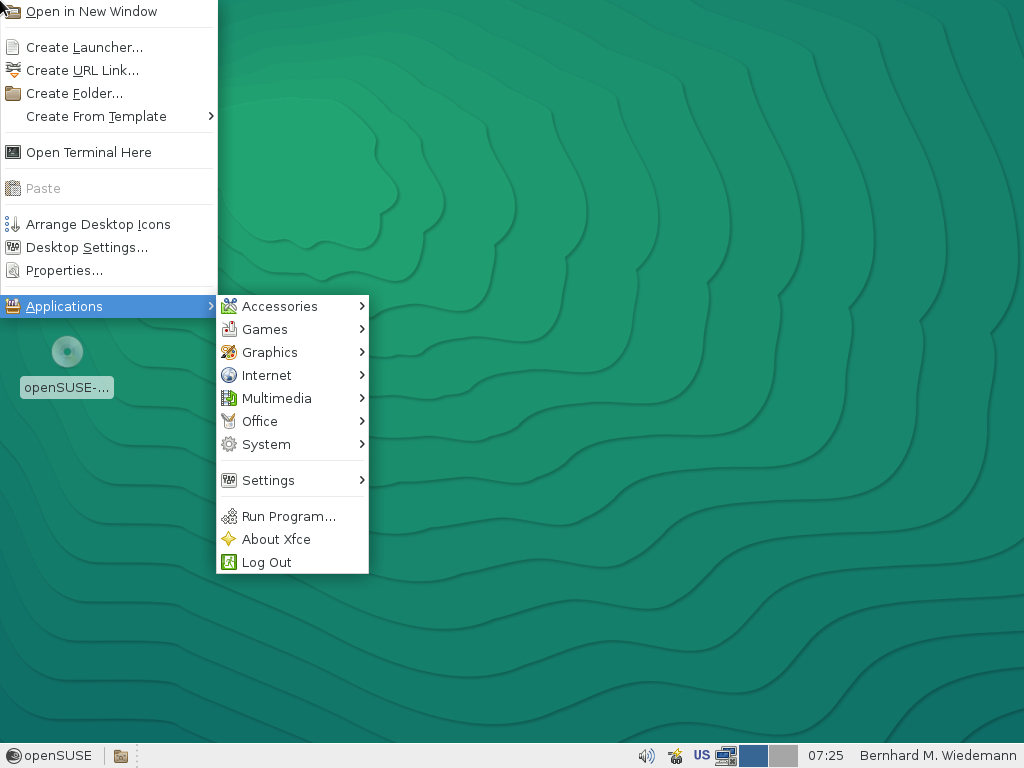 Open in New Window
Create Launcher...
Create URL Link...
Create Folder...
Create From Template
Open Terminal Here
Paste
Arrange Desktop Icons
Desktop Settings...
Properties...
Applications
Accessories
Games
Graphics
Internet
Multimedia
Office
System
Settings
Run Program...
About Xfce
Log Out
openSUSE-...
openSUSE
US
07:25
Bernhard M. Wiedemann